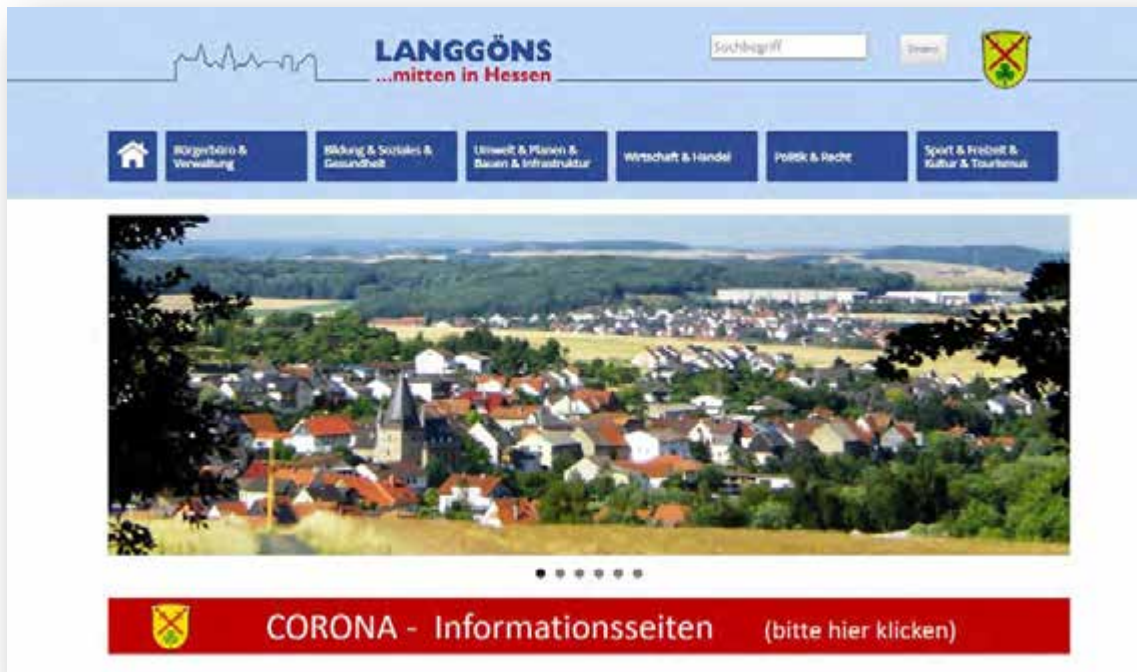 LANGGÖNS
...mitten in Hessen
Suchbegriff
Bürgerbüro &
Verwaltung
Bildung & Soziales &
Gesundheit
Umwelt & Planen &
Bauen & Infrastruktur
Wirtschaft & Handel
Politik & Recht
Sport & Freizeit &
Kultur & Tourismus
CORONA - Informationsseiten (bitte hier klicken)